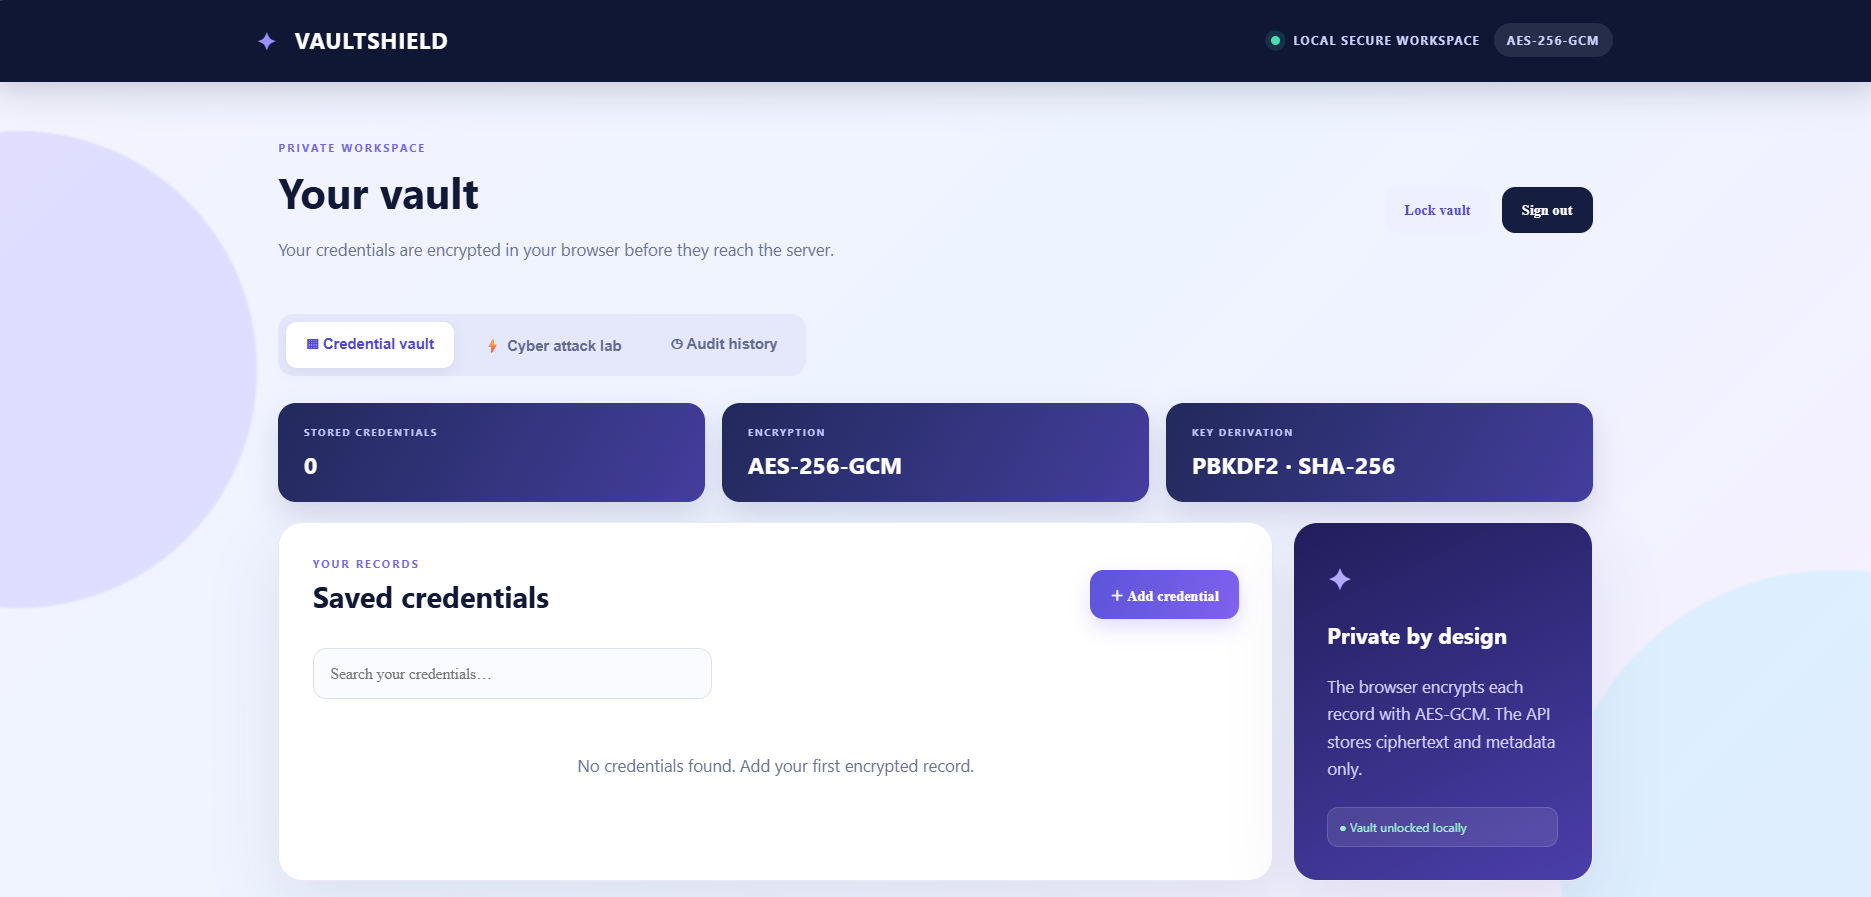 VAULTSHIELD
LOCAL SECURE WORKSPACE
AES-256-GCM
PRIVATE WORKSPACE
Your vault
Your credentials are encrypted in your browser before they reach the server.
Lock vault
Sign out
Credential vault
Cyber attack lab
Audit history
STORED CREDENTIALS
0
ENCRYPTION
AES-256-GCM
KEY DERIVATION
PBKDF2 · SHA-256
YOUR RECORDS
Saved credentials
+ Add credential
Search your credentials…
No credentials found. Add your first encrypted record.
Private by design
The browser encrypts each
record with AES-GCM. The API
stores ciphertext and metadata
only.
● Vault unlocked locally